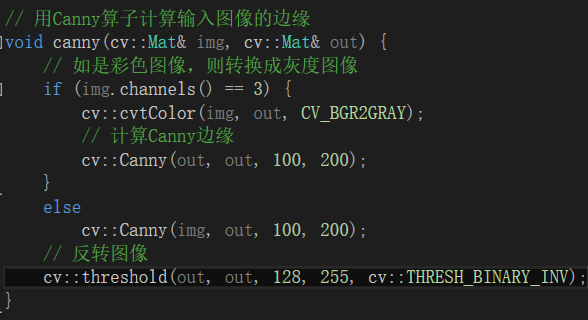 // 用Canny算子计算输入图像的边缘
void canny(cv::Mat& img, cv::Mat& out) {
// 如是彩色图像，则转换成灰度图像
if (img.channels() == 3) {
cv::cvtColor(img, out, CV_BGR2GRAY);
// 计算Canny边缘
cv::Canny(out, out, 100, 200);
}
else
cv::Canny(img, out, 100, 200);
// 反转图像
cv::threshold(out, out, 128, 255, cv::THRESH_BINARY_INV);
}